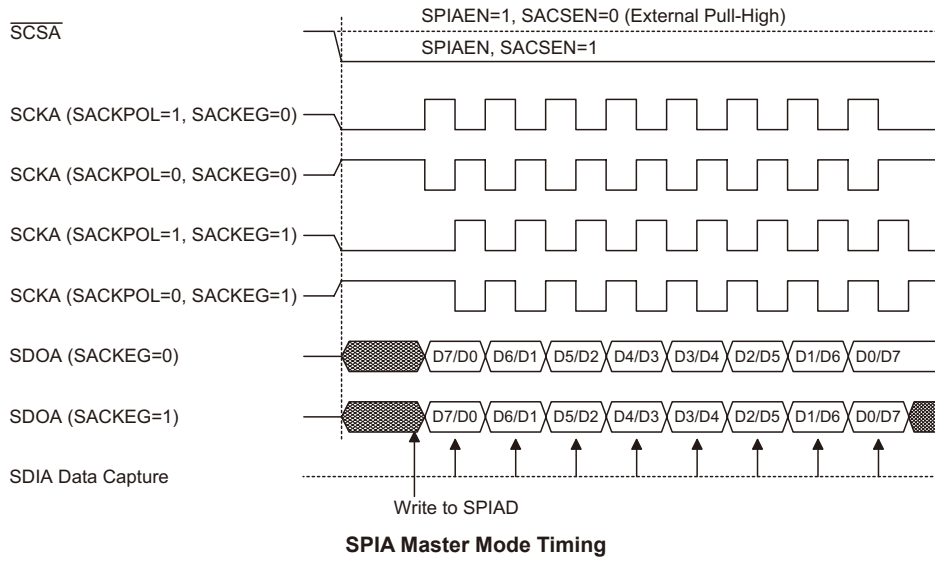 SPIAEN=1, SACSEN=0 (External Pull-High)
SCSA
SPIAEN, SACSEN=1
SCKA (SACKPOL=1, SACKEG=0)
SCKA (SACKPOL=0, SACKEG=0)
SCKA (SACKPOL=1, SACKEG=1)
SCKA (SACKPOL=0, SACKEG=1)
SDOA (SACKEG=0) D7/D0 D6/D1 D5/D2 D4/D3 D3/D4 D2/D5 D1/D6 D0/D7
SDOA (SACKEG=1) D7/D0 D6/D1 D5/D2 D4/D3 D3/D4 D2/D5 D1/D6 D0/D7
SDIA Data Capture
Write to SPIAD
SPIA Master Mode Timing